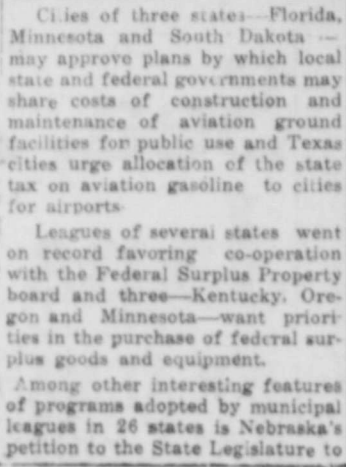 Cities of three states—Florida,
Minnesota and South Dakota —
may approve plans by which local
state and federal governments may
share costs of construction and
maintenance of aviation ground
facilities for public use and Texas
cities urge allocation of the state
tax on aviation gasoline to cities
for airports
Leagues of several states went
on record favoring co-operation
with the Federal Surplus Property
board and three—Kentucky, Ore-
gon and Minnesota—want priori-
ties in the purchase of federal sur-
plus goods and equipment.
Among other interesting features
of programs adopted by municipal
leagues in 26 states is Nebraska's
petition to the State Legislature to